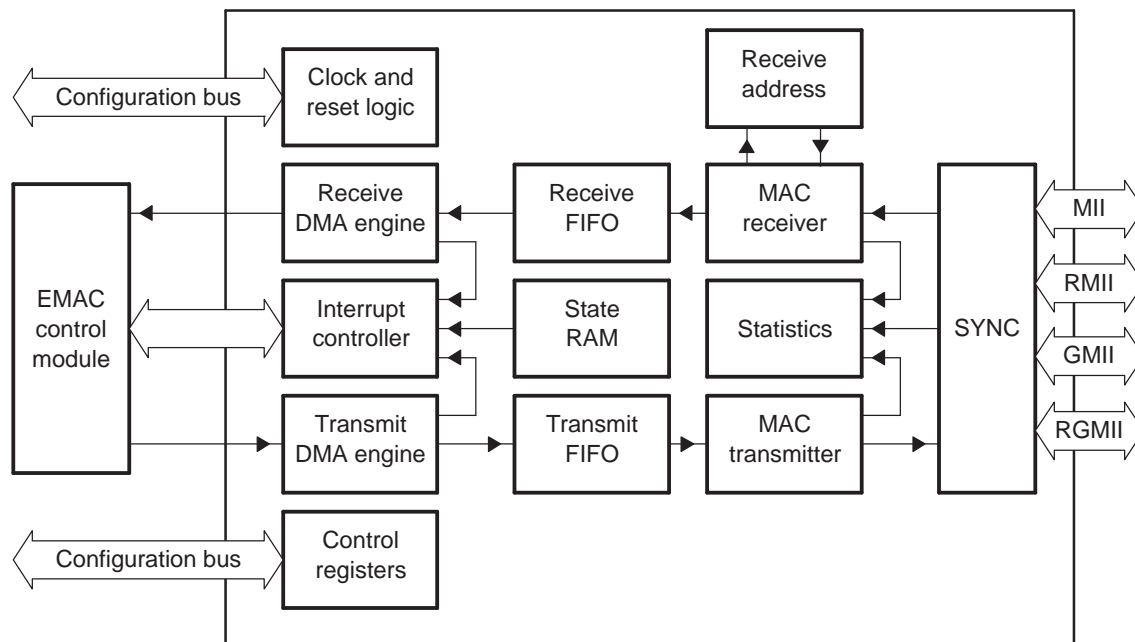 Clock and
reset logic
Receive
address
Configuration bus
Receive
DMA engine
Receive
FIFO
MAC
receiver
MII
EMAC
control
module
Interrupt
controller
State
RAM
Statistics
SYNC
RMII
GMII
RGMII
Transmit
DMA engine
Transmit
FIFO
MAC
transmitter
Configuration bus
Control
registers